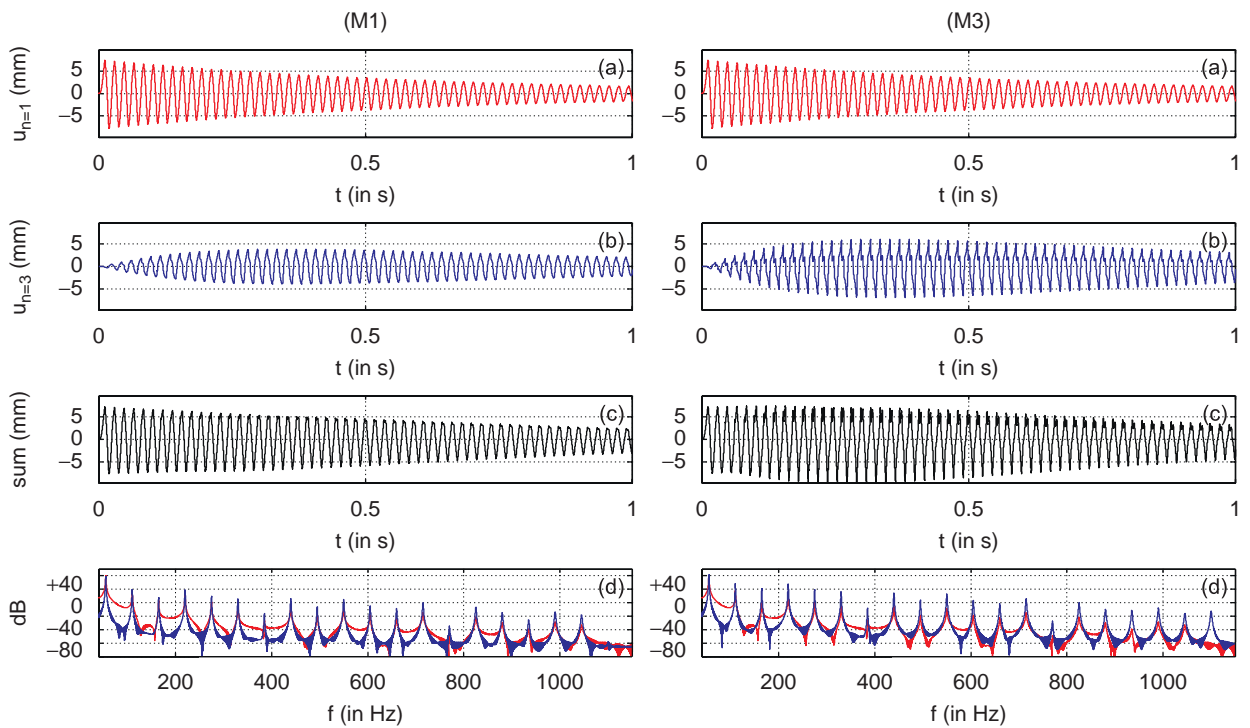 (M1)
(a)
u_{n=1} (mm)
5
0
−5
0
0.5
1
t (in s)
(b)
u_{n=3} (mm)
5
0
−5
0
0.5
1
t (in s)
(c)
sum (mm)
5
0
−5
0
0.5
1
t (in s)
(d)
dB
+40
0
−40
−80
200
400
600
800
1000
f (in Hz)
(M3)
(a)
5
0
−5
0
0.5
1
t (in s)
(b)
5
0
−5
0
0.5
1
t (in s)
(c)
5
0
−5
0
0.5
1
t (in s)
(d)
+40
0
−40
−80
200
400
600
800
1000
f (in Hz)